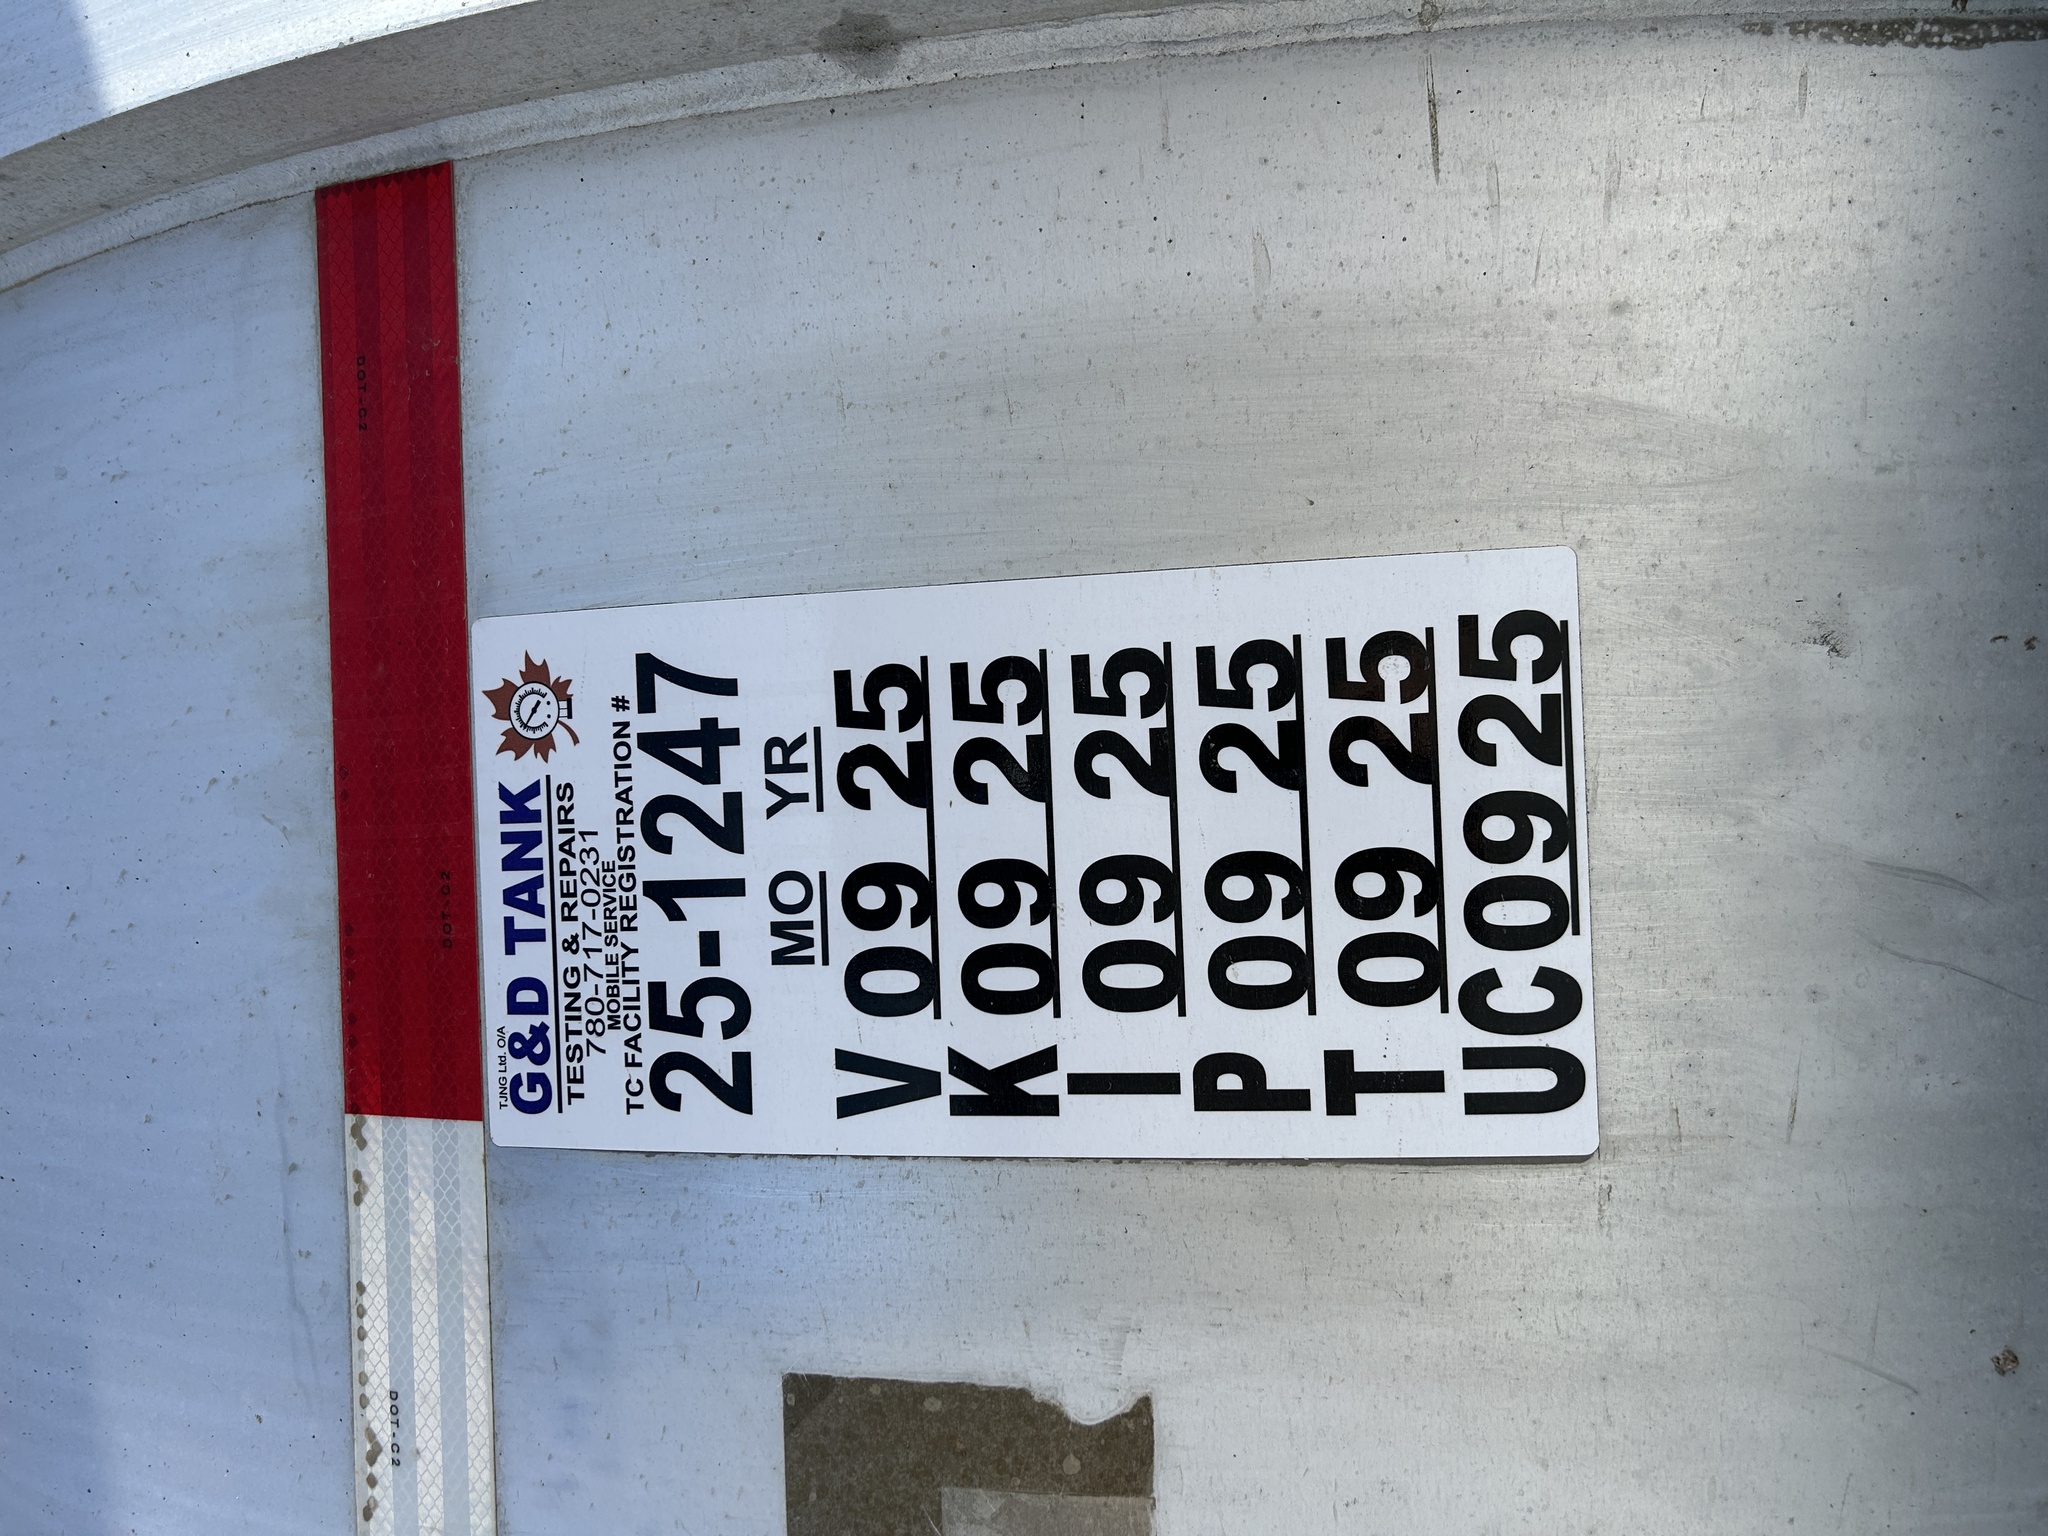 TJNG Ltd. O/A
G&D TANK
TESTING & REPAIRS
780-717-0231
MOBILE SERVICE
TC FACILITY REGISTRATION #
25-1247
MO YR
V 09 25
K 09 25
I 09 25
P 09 25
T 09 25
UC 09 25
DOT-C2
DOT-C2
DOT-C2